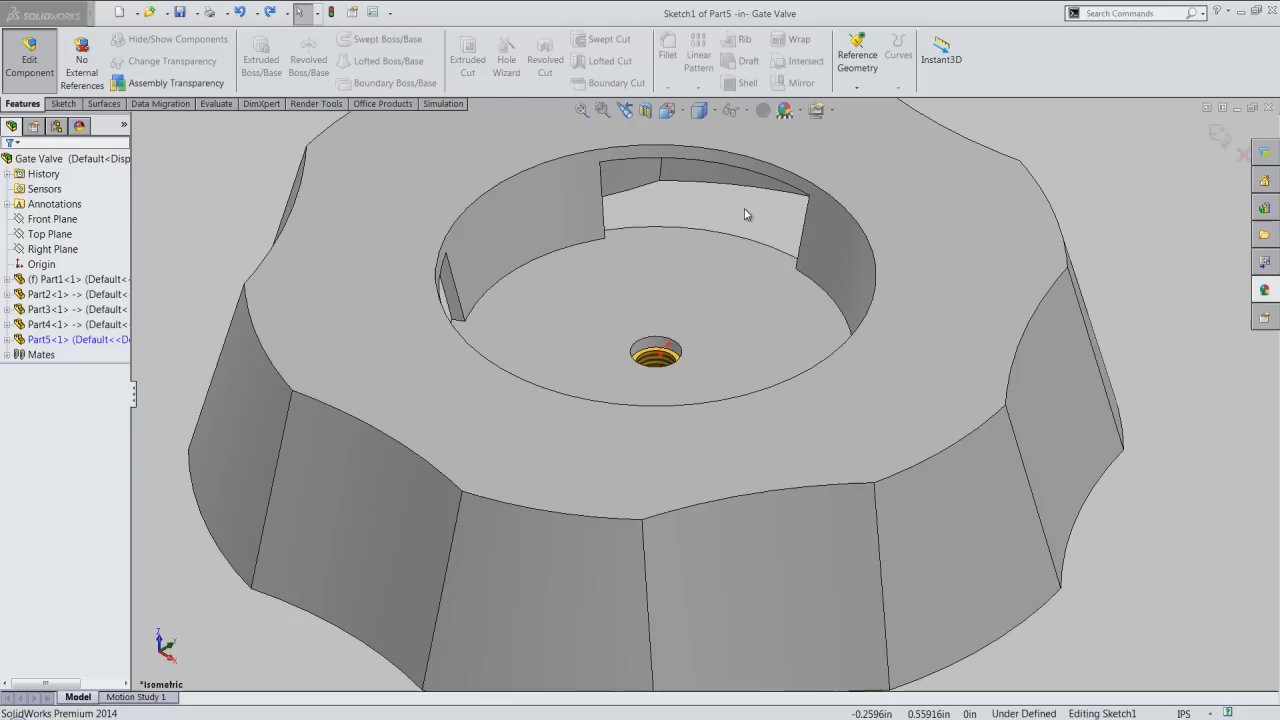 SOLIDWORKS
Sketch1 of Part5 -in- Gate Valve
Search Commands
Edit Component
No External References
Hide/Show Components
Change Transparency
Assembly Transparency
Extruded Boss/Base
Revolved Boss/Base
Swept Boss/Base
Lofted Boss/Base
Boundary Boss/Base
Extruded Cut
Hole Wizard
Revolved Cut
Swept Cut
Lofted Cut
Boundary Cut
Fillet
Linear Pattern
Rib
Draft
Shell
Wrap
Intersect
Mirror
Reference Geometry
Curves
Instant3D
Features Sketch Surfaces Data Migration Evaluate DimXpert Render Tools Office Products Simulation
Gate Valve (Default<Disp
History
Sensors
Annotations
Front Plane
Top Plane
Right Plane
Origin
(f) Part1<1> (Default<
Part2<1> -> (Default<
Part3<1> -> (Default<
Part4<1> -> (Default<
Part5<1> (Default<<D
Mates
Z
Y
X
*Isometric
Model Motion Study 1
SolidWorks Premium 2014
-0.2596in 0.55916in 0in Under Defined Editing Sketch1 IPS